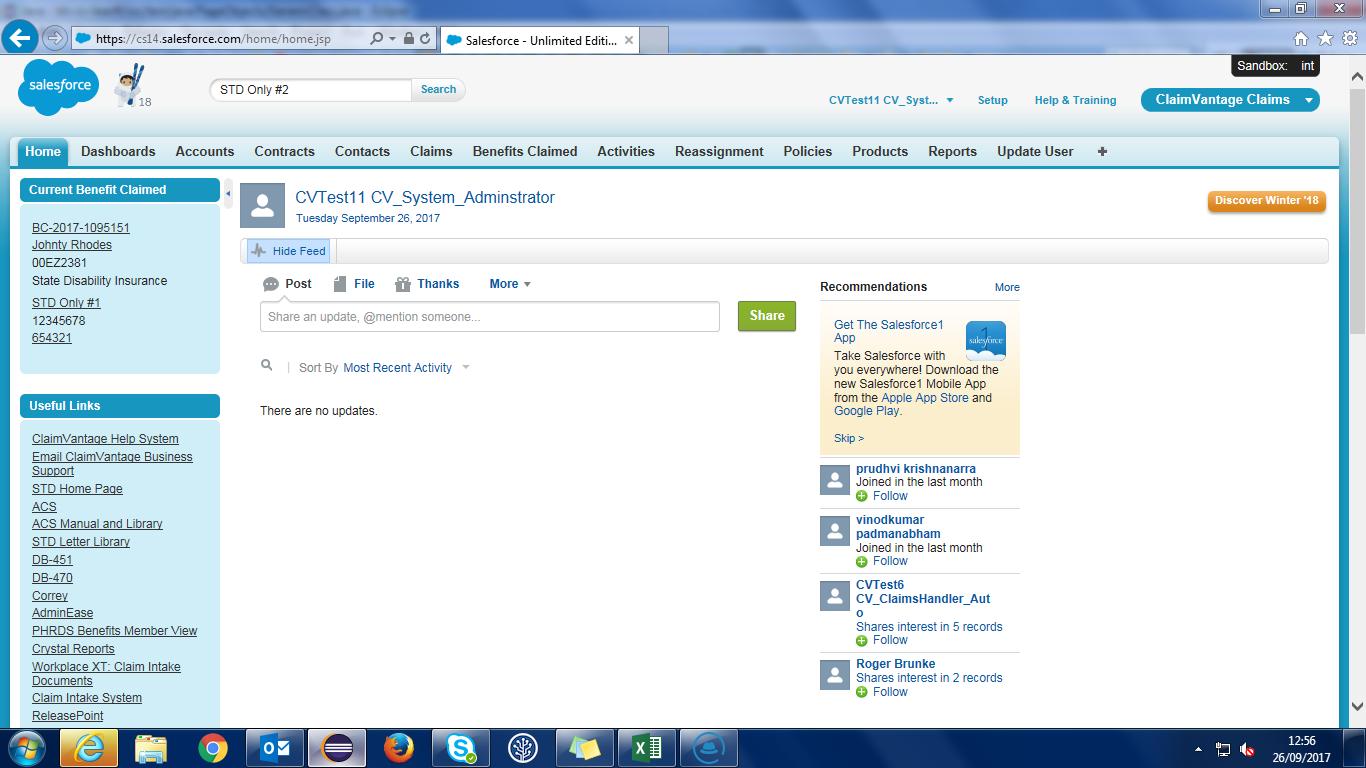 https://cs14.salesforce.com/home/home.jsp
Salesforce - Unlimited Editi...
Sandbox: int
salesforce
18
STD Only #2
Search
CVTest11 CV_Syst...
Setup
Help & Training
ClaimVantage Claims
Home
Dashboards
Accounts
Contracts
Contacts
Claims
Benefits Claimed
Activities
Reassignment
Policies
Products
Reports
Update User
Current Benefit Claimed
BC-2017-1095151
Johnty Rhodes
00EZ2381
State Disability Insurance
STD Only #1
12345678
654321
Useful Links
ClaimVantage Help System
Email ClaimVantage Business
Support
STD Home Page
ACS
ACS Manual and Library
STD Letter Library
DB-451
DB-470
Correy
AdminEase
PHRDS Benefits Member View
Crystal Reports
Workplace XT: Claim Intake
Documents
Claim Intake System
ReleasePoint
CVTest11 CV_System_Adminstrator
Tuesday September 26, 2017
Discover Winter '18
Hide Feed
Post
File
Thanks
More
Share an update, @mention someone...
Share
Sort By Most Recent Activity
There are no updates.
Recommendations
More
Get The Salesforce1
App
salesforce
1
Take Salesforce with
you everywhere! Download the
new Salesforce1 Mobile App
from the Apple App Store and
Google Play.
Skip >
prudhvi krishnanarra
Joined in the last month
Follow
vinodkumar
padmanabham
Joined in the last month
Follow
CVTest6
CV_ClaimsHandler_Aut
o
Shares interest in 5 records
Follow
Roger Brunke
Shares interest in 2 records
Follow
12:56
26/09/2017